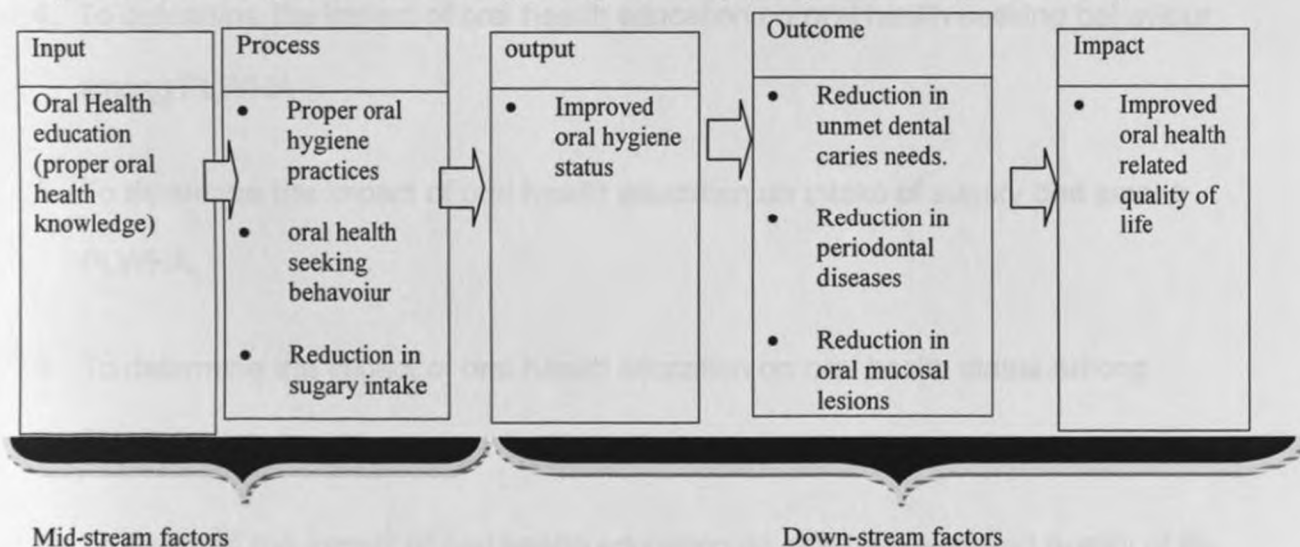 Input
Oral Health
education
(proper oral
health
knowledge)
Process
• Proper oral
hygiene
practices
• oral health
seeking
behavoiur
• Reduction in
sugary intake
output
• Improved
oral hygiene
status
Outcome
• Reduction in
unmet dental
caries needs.
• Reduction in
periodontal
diseases
• Reduction in
oral mucosal
lesions
Impact
• Improved
oral health
related
quality of
life
Mid-stream factors
Down-stream factors